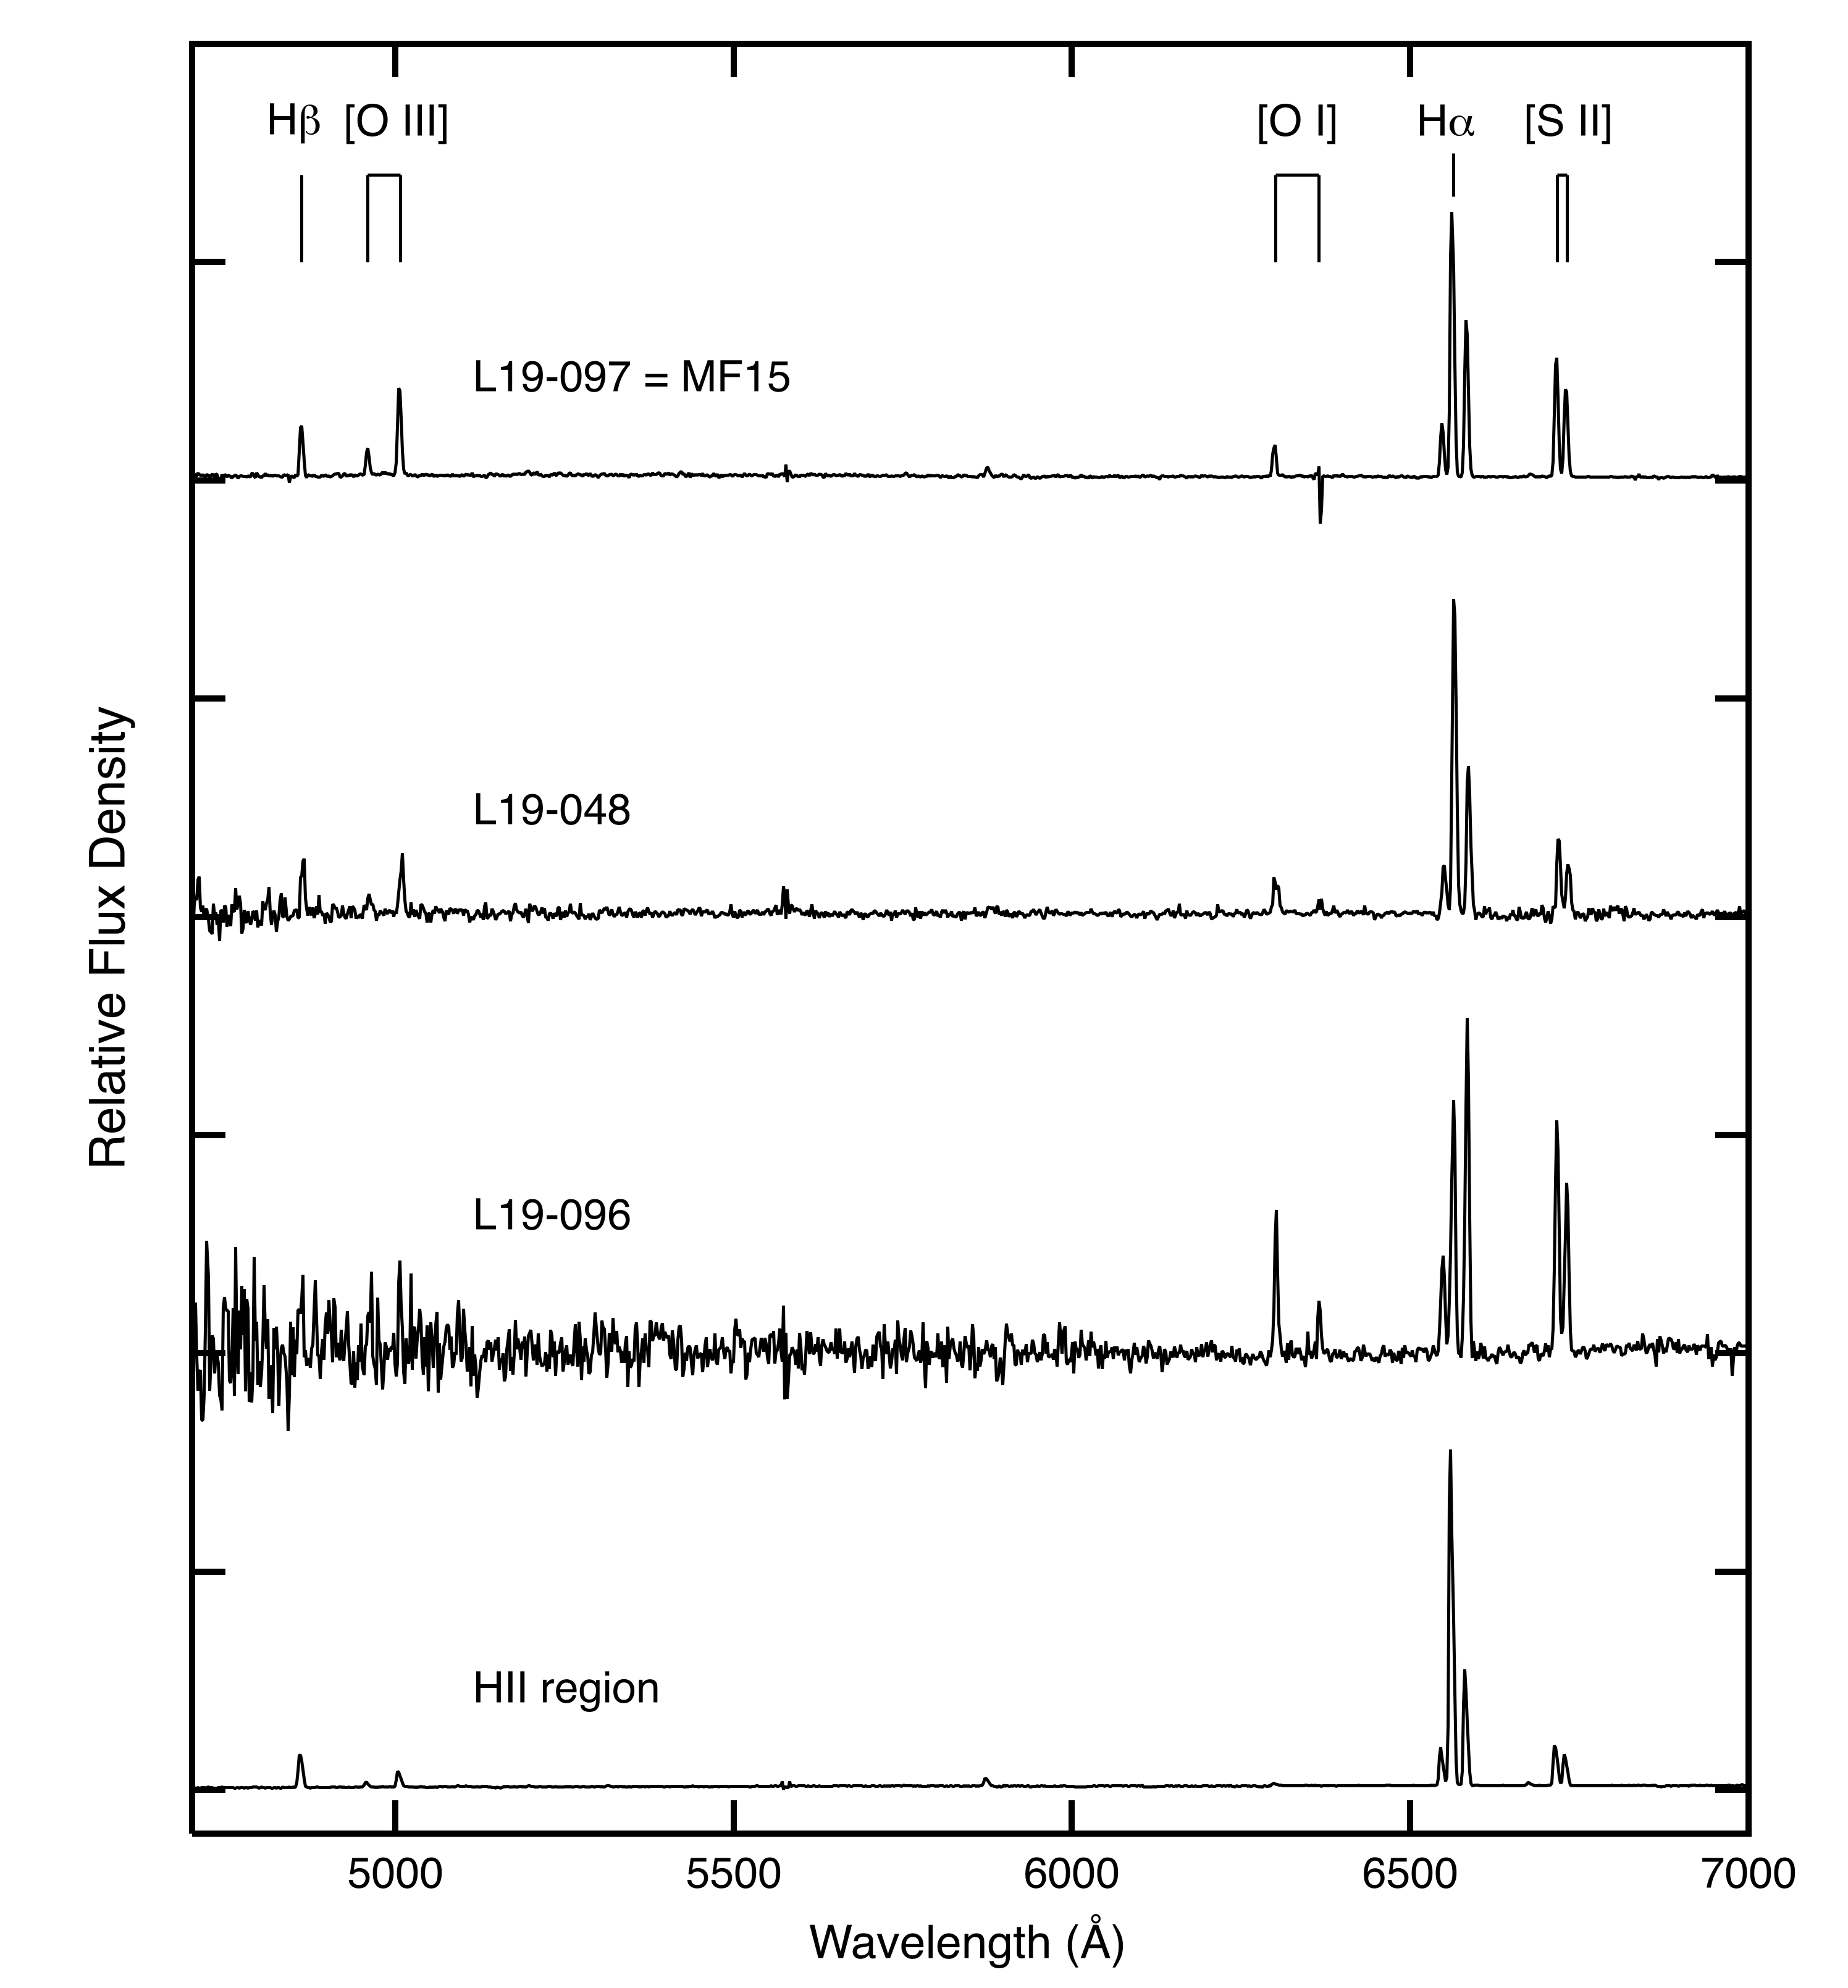 Hβ [O III] [O I] Hα [S II]
L19-097 = MF15
L19-048
L19-096
HII region
Relative Flux Density
5000 5500 6000 6500 7000
Wavelength (Å)